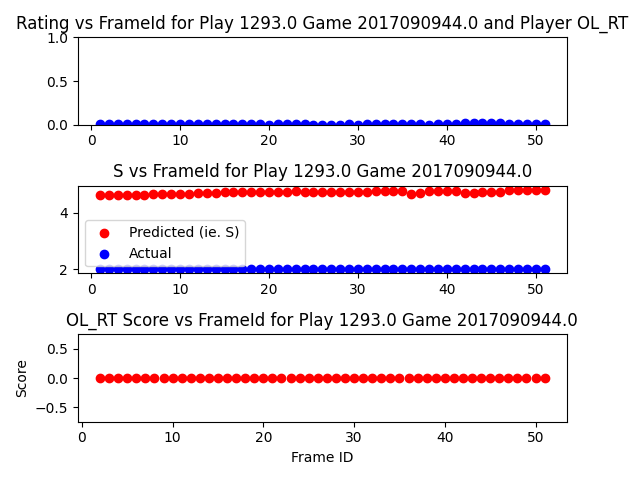 Rating vs FrameId for Play 1293.0 Game 2017090944.0 and Player OL_RT
1.0
0.5
0.0
0 10 20 30 40 50
S vs FrameId for Play 1293.0 Game 2017090944.0
4
Predicted (ie. S)
Actual
2
0 10 20 30 40 50
OL_RT Score vs FrameId for Play 1293.0 Game 2017090944.0
0.5
0.0
−0.5
Score
0 10 20 30 40 50
Frame ID